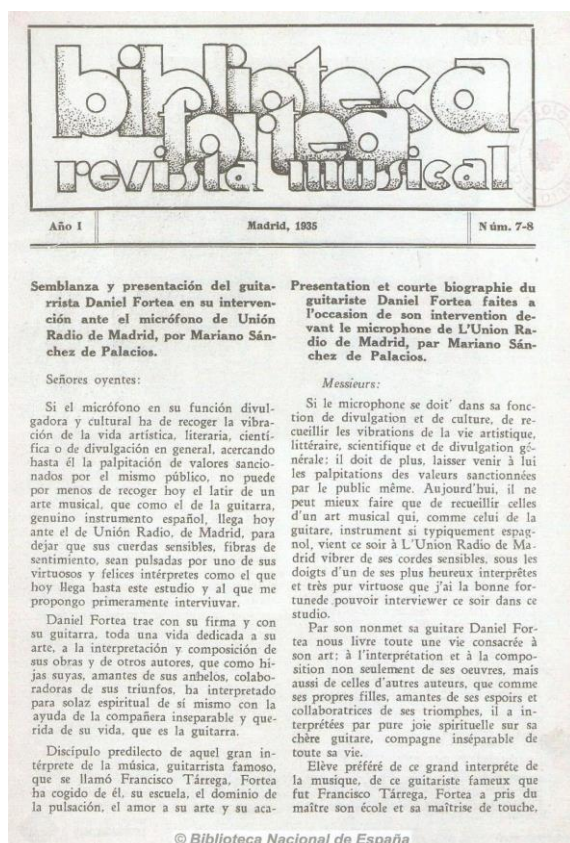 biblioteca
fortea
revista musical
Año I
Madrid, 1935
Núm. 7-8
Semblanza y presentación del guita-
rrista Daniel Fortea en su interven-
ción ante el micrófono de Unión
Radio de Madrid, por Mariano Sán-
chez de Palacios.
Señores oyentes:
Si el micrófono en su función divul-
gadora y cultural ha de recoger la vibra-
ción de la vida artística, literaria, cientí-
fica o de divulgación en general, acercando
hasta él la palpitación de valores sancio-
nados por el mismo público, no puede
por menos de recoger hoy el latir de un
arte musical, que como el de la guitarra,
genuino instrumento español, llega hoy
ante el de Unión Radio, de Madrid, para
dejar que sus cuerdas sensibles, fibras de
sentimiento, sean pulsadas por uno de sus
virtuosos y felices intérpretes como el que
hoy llega hasta este estudio y al que me
propongo primeramente interviuvar.
Daniel Fortea trae con su firma y con
su guitarra, toda una vida dedicada a su
arte, a la interpretación y composición de
sus obras y de otros autores, que como hi-
jas suyas, amantes de sus anhelos, colabo-
radoras de sus triunfos, ha interpretado
para solaz espiritual de sí mismo con la
ayuda de la compañera inseparable y que-
rida de su vida, que es la guitarra.
Discípulo predilecto de aquel gran in-
térprete de la música, guitarrista famoso,
que se llamó Francisco Tárrega, Fortea
ha cogido de él, su escuela, el dominio de
la pulsación, el amor a su arte y su aca-
Presentation et courte biographie du
guitariste Daniel Fortea faites a
l'occasion de son intervention de-
vant le microphone de L'Union Ra-
dio de Madrid, par Mariano Sán-
chez de Palacios.
Messieurs:
Si le microphone se doit' dans sa fonc-
tion de divulgation et de culture, de re-
cueillir les vibrations de la vie artistique,
littéraire, scientifique et de divulgation gé-
nérale: il doit de plus, laisser venir à lui
les palpitations des valeurs sanctionnées
par le public même. Aujourd'hui, il ne
peut mieux faire que de recueillir celles
d'un art musical qui, comme celui de la
guitare, instrument si typiquement espag-
nol, vient ce soir à L'Union Radio de Ma-
drid vibrer de ses cordes sensibles, sous les
doigts d'un de ses plus heureux interprêtes
et très pur virtuose que j'ai la bonne for-
tunede pouvoir interviewer ce soir dans ce
studio.
Par son nonmet sa guitare Daniel For-
tea nous livre toute une vie consacrée à
son art; à l'interprétation et à la compo-
sition non seulement de ses oeuvres, mais
aussi de celles d'autres auteurs, que comme
ses propres filles, amantes de ses espoirs et
collaboratrices de ses triomphes, il a in-
terprétées par pure joie spirituelle sur sa
chère guitare, compagne inséparable de
toute sa vie.
Elève préféré de ce grand interpréte de
la musique, de ce guitariste fameux que
fut Francisco Tárrega, Fortea a pris du
maître son école et sa maîtrise de touche,
© Biblioteca Nacional de España